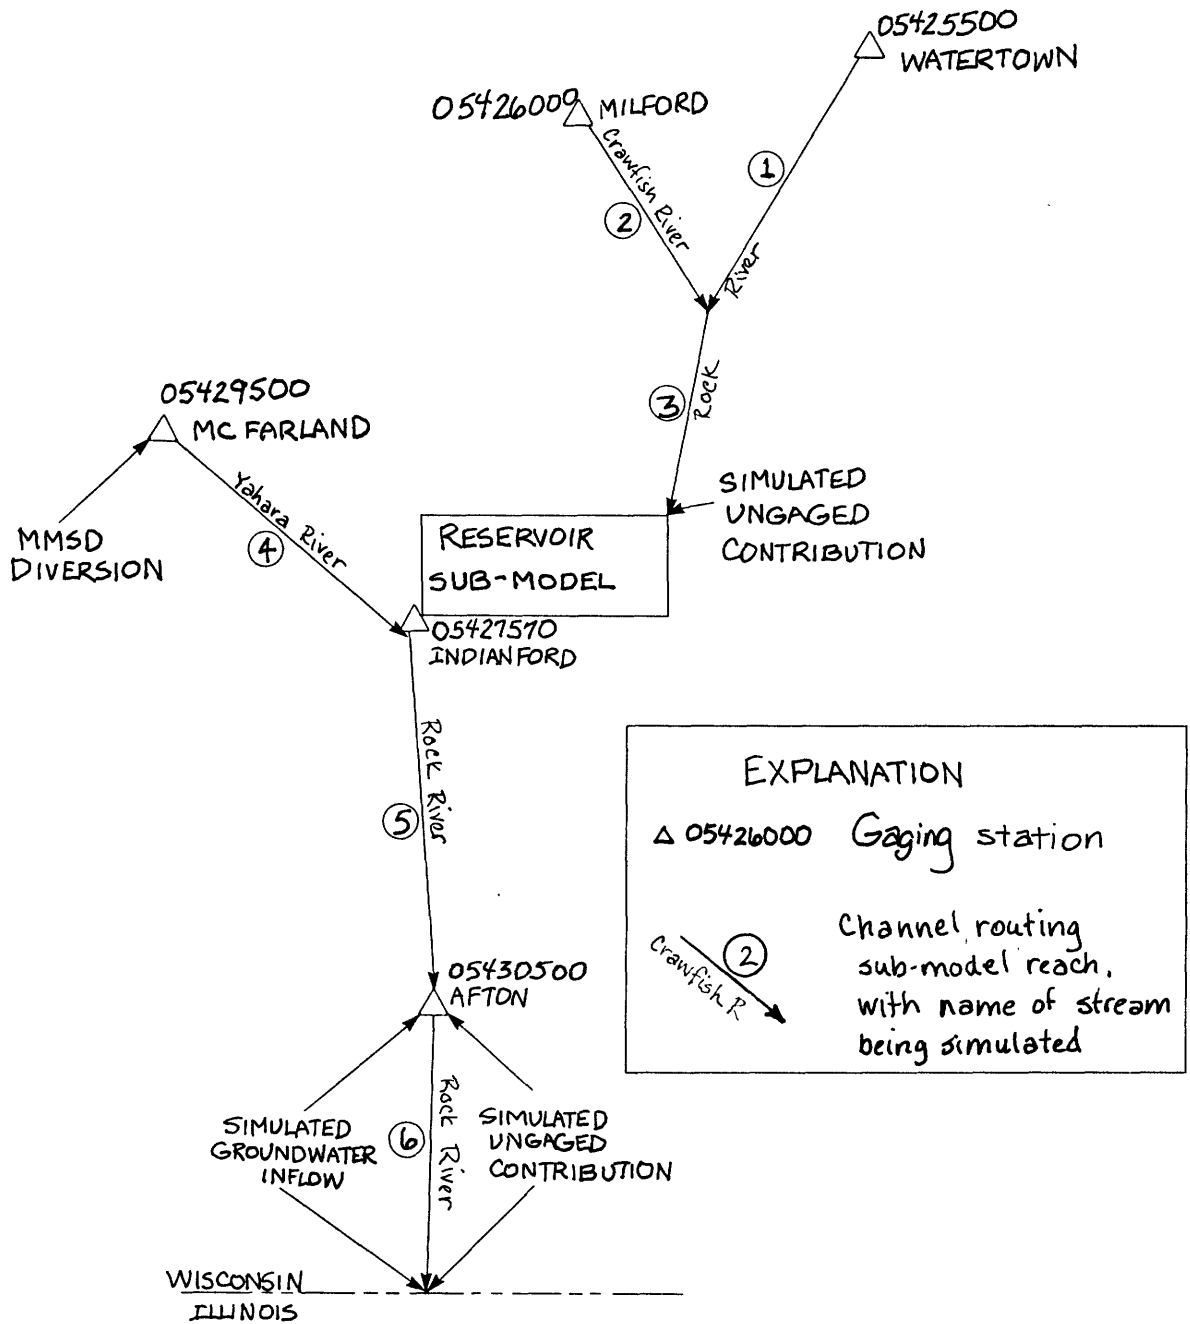 05425500
WATERTOWN
05426000
MILFORD
Crawfish River
1
2
River
Rock
3
05429500
MC FARLAND
Yahara River
4
MMSD
DIVERSION
SIMULATED
UNGAGED
CONTRIBUTION
RESERVOIR
SUB-MODEL
05427570
INDIANFORD
Rock River
5
EXPLANATION
05426000 Gaging station
2
Crawfish R
Channel routing
sub-model reach,
with name of stream
being simulated
05430500
AFTON
SIMULATED
GROUNDWATER
INFLOW
6
Rock River
SIMULATED
UNGAGED
CONTRIBUTION
WISCONSIN
ILLINOIS